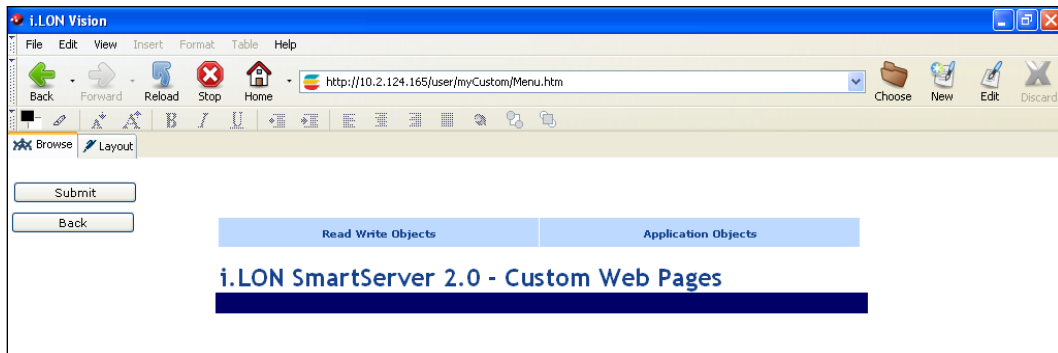 i.LON Vision
File Edit View Insert Format Table Help
Back Forward Reload Stop Home http://10.2.124.165/user/myCustom/Menu.htm Choose New Edit Discard
A A B I U
Browse Layout
Submit
Back
Read Write Objects Application Objects
i.LON SmartServer 2.0 - Custom Web Pages